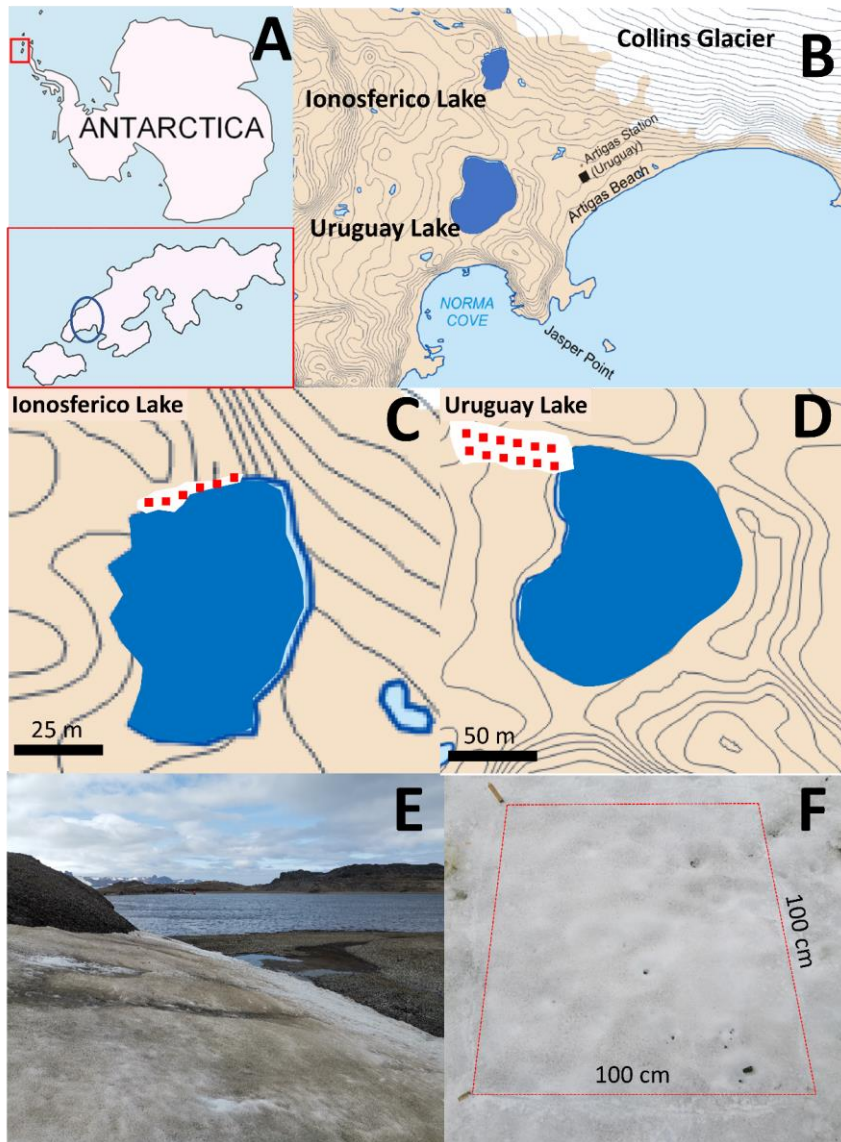 A
ANTARCTICA
B
Collins Glacier
Ionosferico Lake
Artigas Station
(Uruguay)
Artigas Beach
Uruguay Lake
NORMA
COVE
Jasper Point
Ionosferico Lake
C
25 m
Uruguay Lake
D
50 m
E
F
100 cm
100 cm